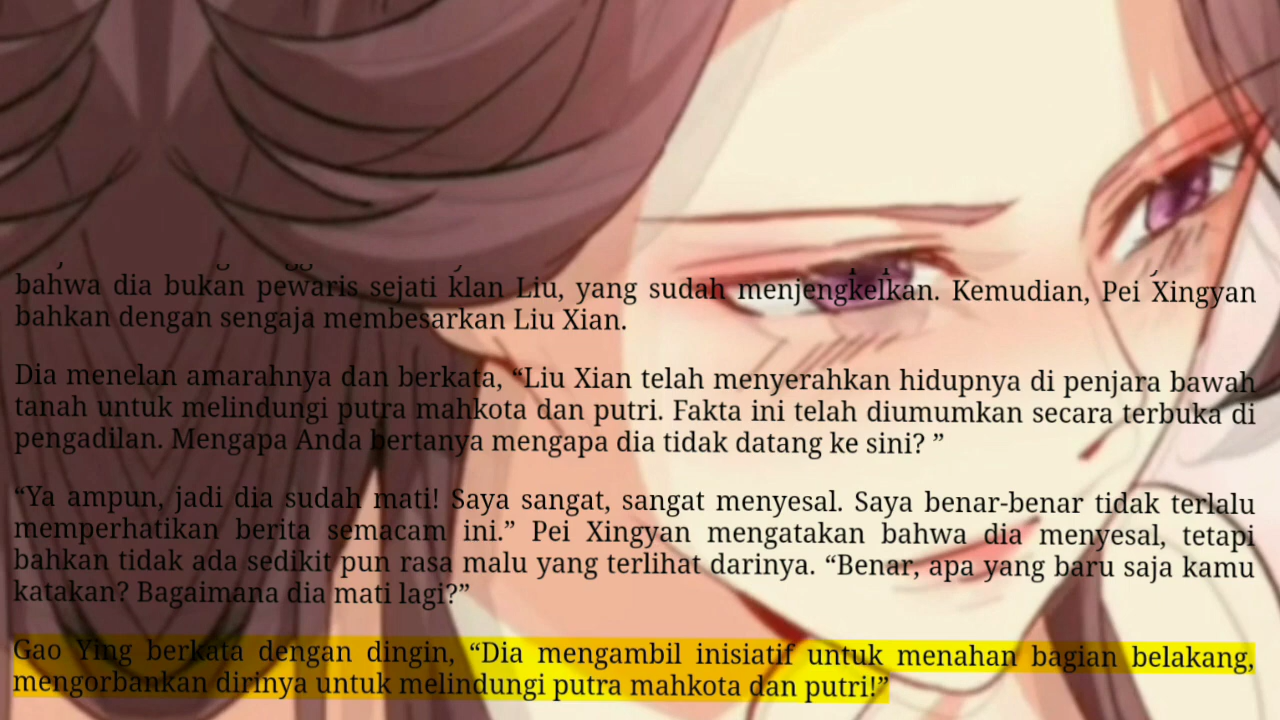 bahwa dia bukan pewaris sejati klan Liu, yang sudah menjengkelkan. Kemudian, Pei Xingyan
bahkan dengan sengaja membesarkan Liu Xian.
Dia menelan amarahnya dan berkata, “Liu Xian telah menyerahkan hidupnya di penjara bawah
tanah untuk melindungi putra mahkota dan putri. Fakta ini telah diumumkan secara terbuka di
pengadilan. Mengapa Anda bertanya mengapa dia tidak datang ke sini? ”
“Ya ampun, jadi dia sudah mati! Saya sangat, sangat menyesal. Saya benar-benar tidak terlalu
memperhatikan berita semacam ini.” Pei Xingyan mengatakan bahwa dia menyesal, tetapi
bahkan tidak ada sedikit pun rasa malu yang terlihat darinya. “Benar, apa yang baru saja kamu
katakan? Bagaimana dia mati lagi?”
Gao Ying berkata dengan dingin, “Dia mengambil inisiatif untuk menahan bagian belakang,
mengorbankan dirinya untuk melindungi putra mahkota dan putri!”